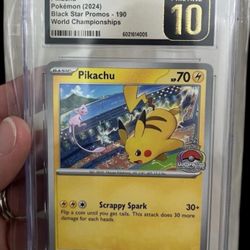 Pokémon (2024)
Black Star Promos - 190
World Championships
10
6021614005
BASIC
Pikachu
HP70
Scrappy Spark 30+
Flip a coin until you get tails. This attack does 30 more
damage for each heads.